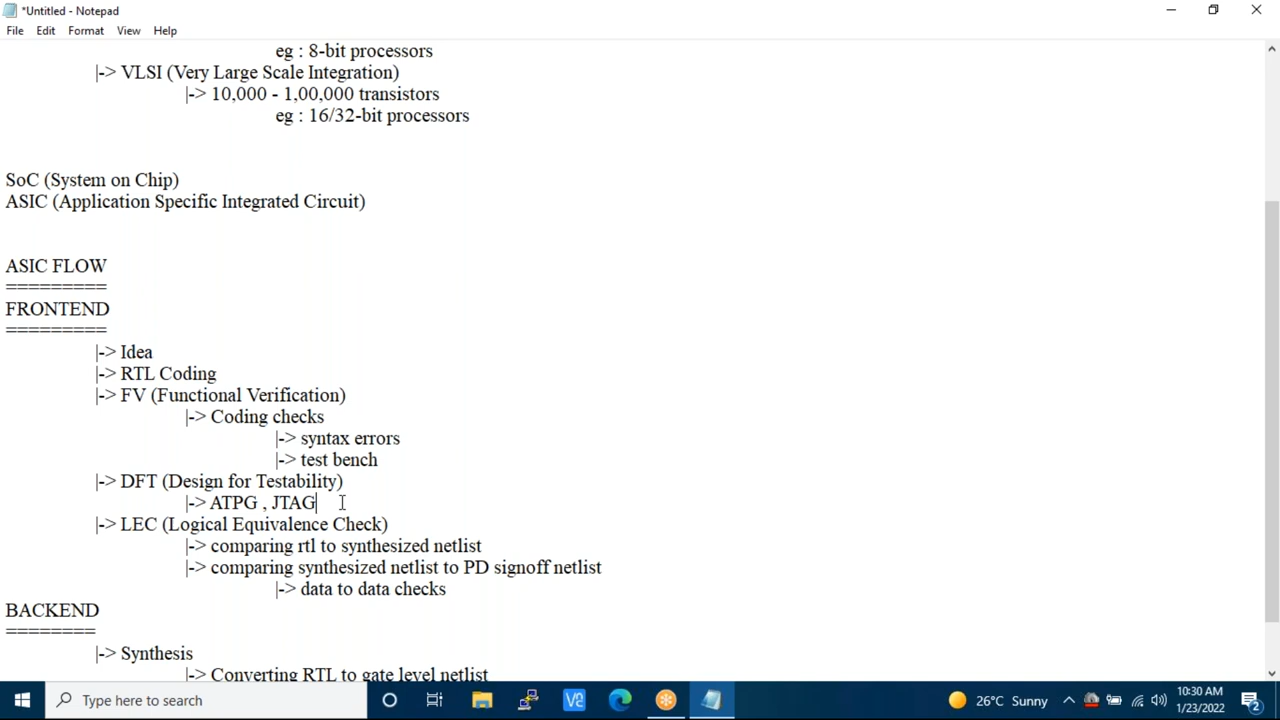 *Untitled - Notepad
File Edit Format View Help
eg : 8-bit processors
|-> VLSI (Very Large Scale Integration)
|-> 10,000 - 1,00,000 transistors
eg : 16/32-bit processors
SoC (System on Chip)
ASIC (Application Specific Integrated Circuit)
ASIC FLOW
=========
FRONTEND
=========
|-> Idea
|-> RTL Coding
|-> FV (Functional Verification)
|-> Coding checks
|-> syntax errors
|-> test bench
|-> DFT (Design for Testability)
|-> ATPG , JTAG
|-> LEC (Logical Equivalence Check)
|-> comparing rtl to synthesized netlist
|-> comparing synthesized netlist to PD signoff netlist
|-> data to data checks
BACKEND
========
|-> Synthesis
|-> Converting RTL to gate level netlist
Type here to search
26°C Sunny
10:30 AM
1/23/2022
2